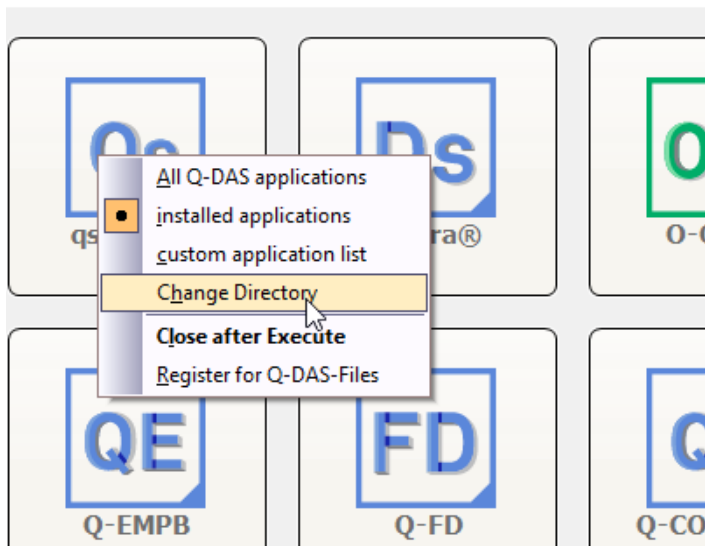 Ds
qs
ra®
All Q-DAS applications
installed applications
custom application list
Change Directory
Close after Execute
Register for Q-DAS-Files
QE
FD
Q-EMPB
Q-FD
Q-CO